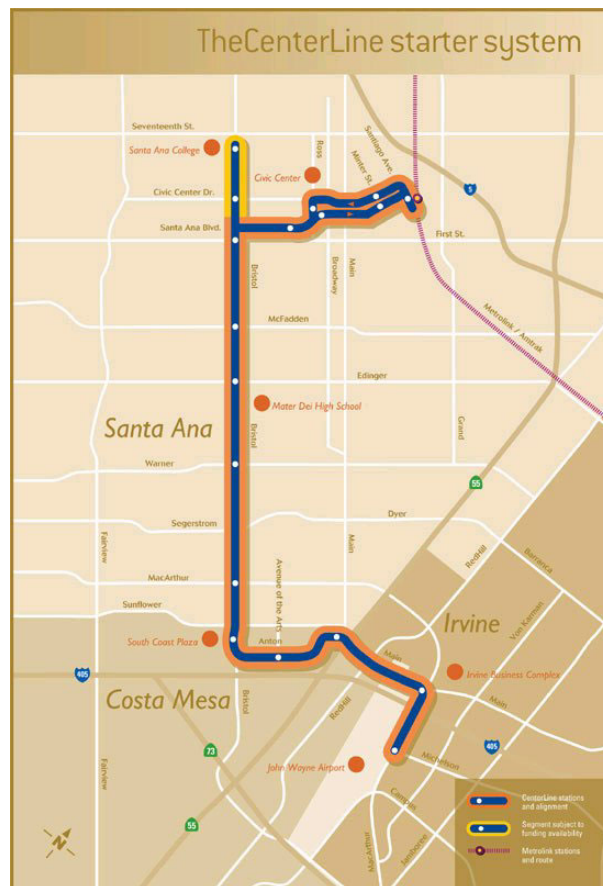 TheCenterLine starter system
Seventeenth St.
Santa Ana College
Ross
Santiago Ave.
Minter St.
Civic Center
Civic Center Dr.
5
Santa Ana Blvd.
First St.
Bristol
Broadway
Main
Metrolink / Amtrak
McFadden
Edinger
Mater Dei High School
Santa Ana
Bristol
Grand
Warner
55
Segerstrom
Dyer
Fairview
Main
RedHill
Barranca
MacArthur
Avenue of the Arts
Sunflower
Irvine
Von Karman
South Coast Plaza
Anton
Main
Irvine Business Complex
405
Costa Mesa
Bristol
RedHill
Main
405
73
Michelson
John Wayne Airport
Fairview
Campus
55
MacArthur
Jamboree
N
CenterLine stations
and alignment
Segment subject to
funding availability
Metrolink stations
and route